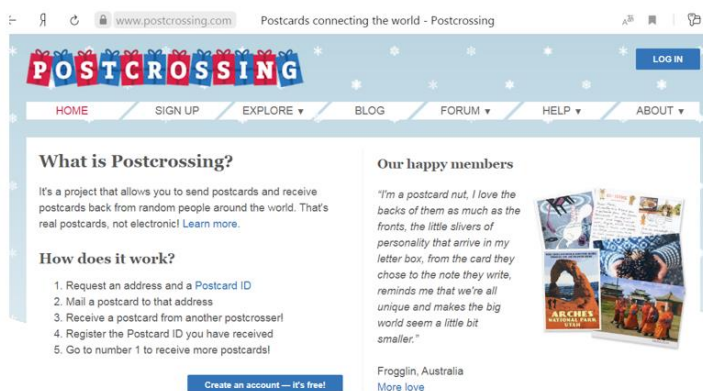 Я www.postcrossing.com Postcards connecting the world - Postcrossing
POSTCROSSING
LOG IN
HOME SIGN UP EXPLORE ▼ BLOG FORUM ▼ HELP ▼ ABOUT ▼
What is Postcrossing?
It's a project that allows you to send postcards and receive
postcards back from random people around the world. That's
real postcards, not electronic! Learn more.
How does it work?
1. Request an address and a Postcard ID
2. Mail a postcard to that address
3. Receive a postcard from another postcrosser!
4. Register the Postcard ID you have received
5. Go to number 1 to receive more postcards!
Create an account — it's free!
Our happy members
"I'm a postcard nut, I love the
backs of them as much as the
fronts, the little slivers of
personality that arrive in my
letter box, from the card they
chose to the note they write,
reminds me that we're all
unique and makes the big
world seem a little bit
smaller."
Frogglin, Australia
More love
ARCHES
NATIONAL PARK
UTAH